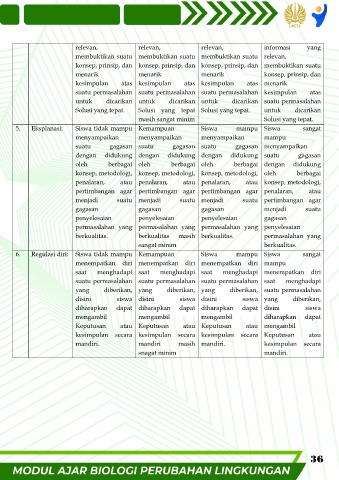 relevan, relevan, relevan, informasi yang
membuktikan suatu membuktikan suatu membuktikan suatu relevan,
konsep, prinsip, dan konsep, prinsip, dan konsep, prinsip, dan membuktikan suatu
menarik menarik menarik konsep, prinsip, dan
kesimpulan atas kesimpulan atas kesimpulan atas menarik
suatu permasalahan suatu permasalahan suatu permasalahan kesimpulan atas
untuk dicarikan untuk dicarikan untuk dicarikan suatu permasalahan
Solusi yang tepat. Solusi yang tepat Solusi yang tepat. untuk dicarikan
masih sangat minim Solusi yang tepat.
5. Eksplanasi: Siswa tidak mampu Kemampuan Siswa mampu Siswa sangat
menyampaikan menyampaikan menyampaikan mampu
suatu gagasan suatu gagasan suatu gagasan menyampaikan
dengan didukung dengan didukung dengan didukung suatu gagasan
oleh berbagai oleh berbagai oleh berbagai dengan didukung
konsep, metodologi, konsep, metodologi, konsep, metodologi, oleh berbagai
penalaran, atau penalaran, atau penalaran, atau konsep, metodologi,
pertimbangan agar pertimbangan agar pertimbangan agar penalaran, atau
menjadi suatu menjadi suatu menjadi suatu pertimbangan agar
gagasan gagasan gagasan menjadi suatu
penyelesaian penyelesaian penyelesaian gagasan
permasalahan yang permasalahan yang permasalahan yang penyelesaian
berkualitas. berkualitas masih berkualitas. permasalahan yang
sangat minim berkualitas.
6. Regulasi diri: Siswa tidak mampu Kemampuan Siswa mampu Siswa sangat
menempatkan diri menempatkan diri menempatkan diri mampu
saat menghadapi saat menghadapi saat menghadapi menempatkan diri
suatu permasalahan suatu permasalahan suatu permasalahan saat menghadapi
yang diberikan, yang diberikan, yang diberikan, suatu permasalahan
disini siswa disini siswa disini siswa yang diberikan,
diharapkan dapat diharapkan dapat diharapkan dapat disini siswa
mengambil mengambil mengambil diharapkan dapat
Keputusan atau Keputusan atau Keputusan atau mengambil
kesimpulan secara kesimpulan secara kesimpulan secara Keputusan atau
mandiri. mandiri masih mandiri. kesimpulan secara
snagat minim mandiri.
36
MODUL AJAR BIOLOGI PERUBAHAN LINGKUNGAN